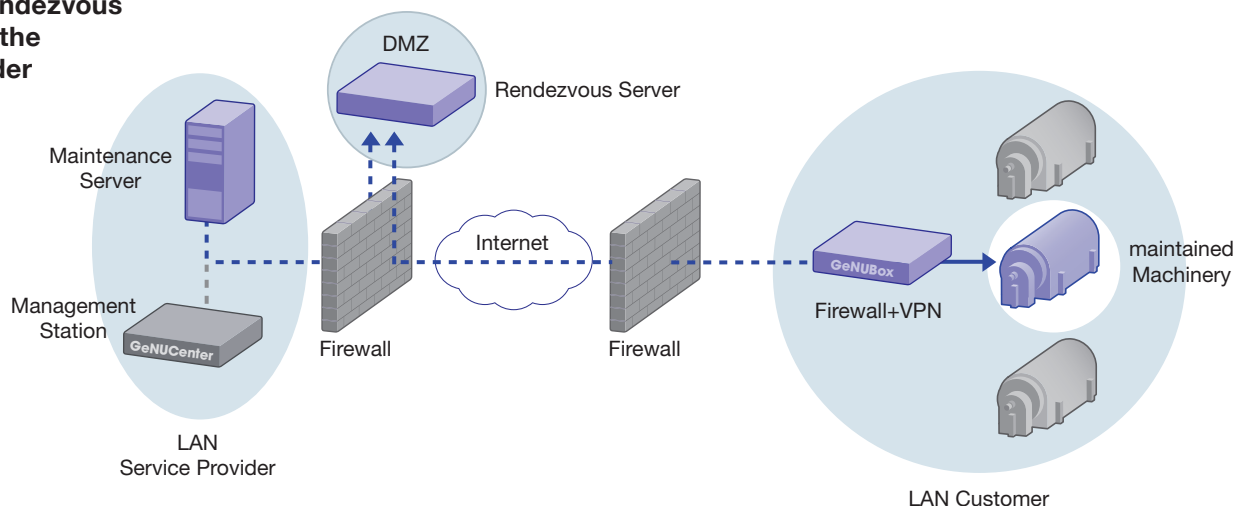 ndezvous
the
der
DMZ
Rendezvous Server
Maintenance
Server
Internet
GeNUBox
maintained
Machinery
Management
Station
GeNUCenter
Firewall
Firewall
Firewall+VPN
LAN
Service Provider
LAN Customer